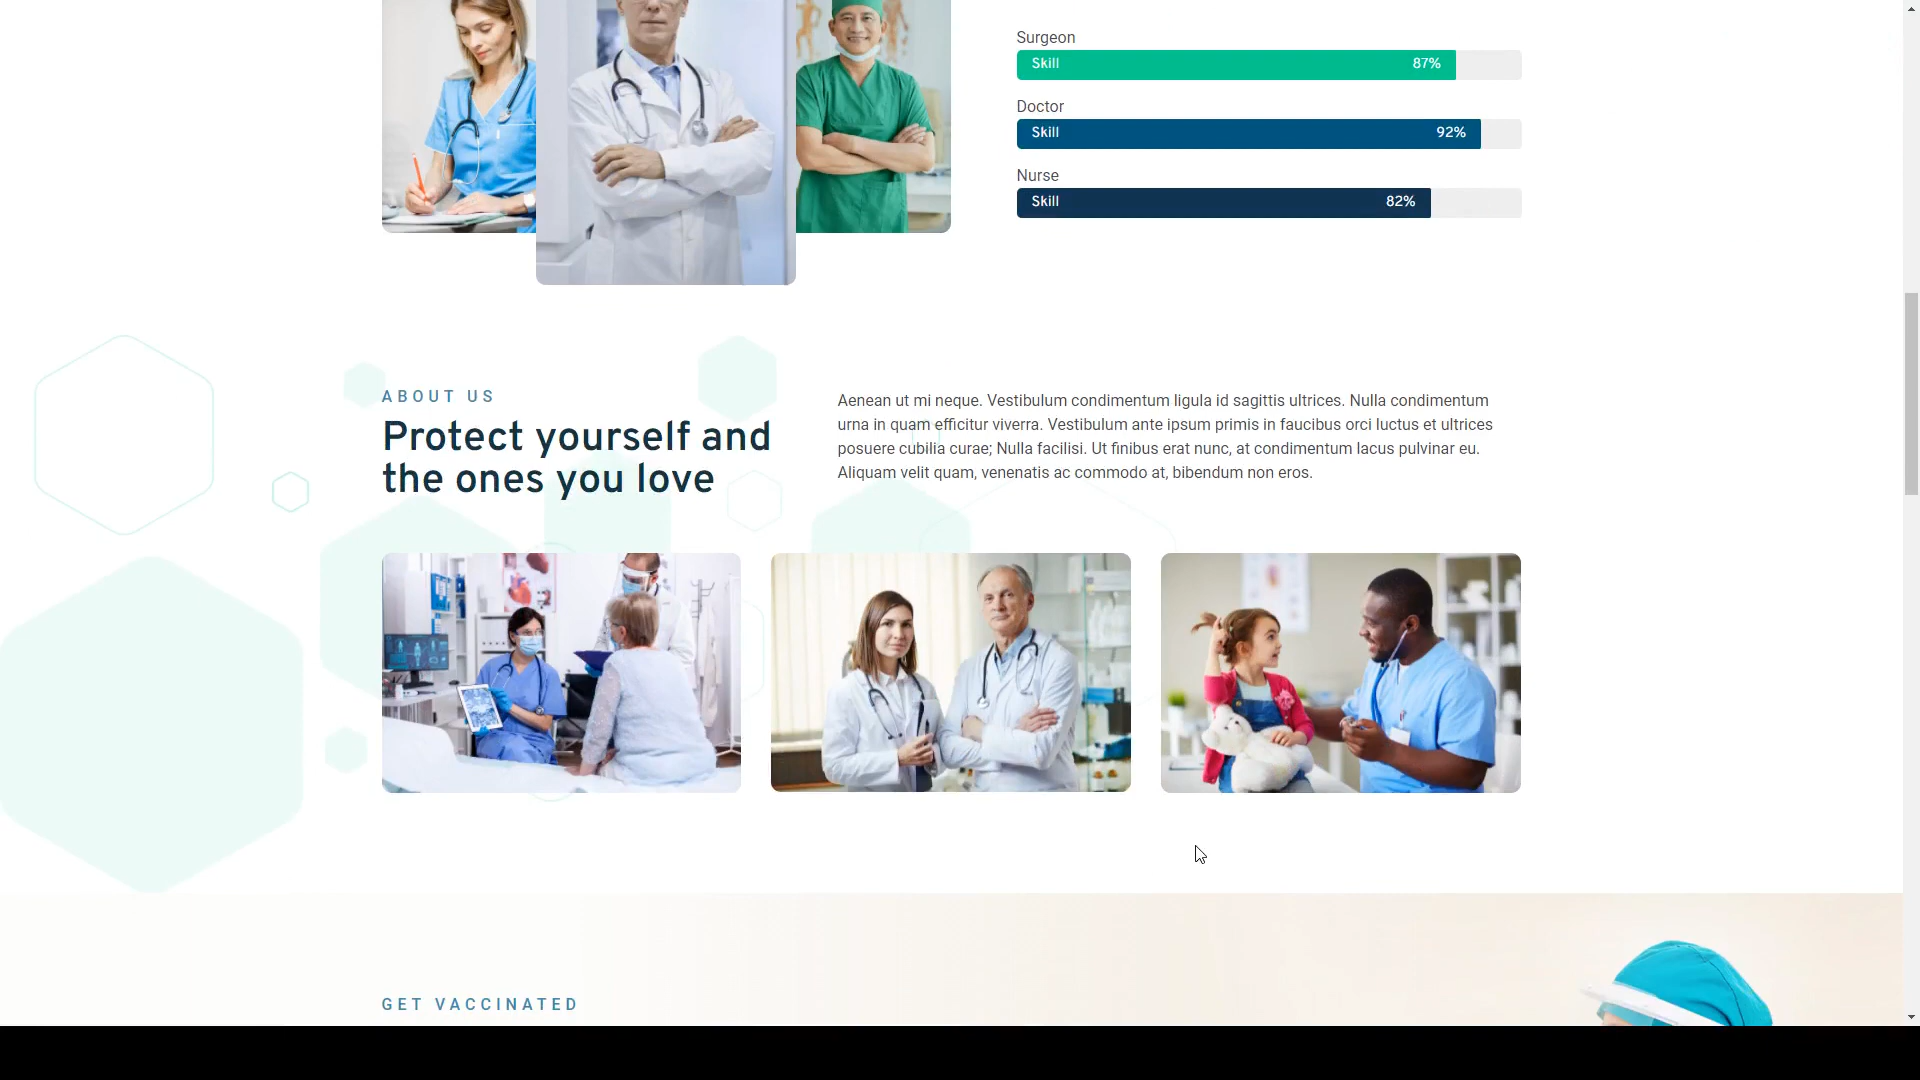 Surgeon
Skill 87%
Doctor
Skill 92%
Nurse
Skill 82%
ABOUT US
Protect yourself and
the ones you love
Aenean ut mi neque. Vestibulum condimentum ligula id sagittis ultrices. Nulla condimentum
urna in quam efficitur viverra. Vestibulum ante ipsum primis in faucibus orci luctus et ultrices
posuere cubilia curae; Nulla facilisi. Ut finibus erat nunc, at condimentum lacus pulvinar eu.
Aliquam velit quam, venenatis ac commodo at, bibendum non eros.
GET VACCINATED